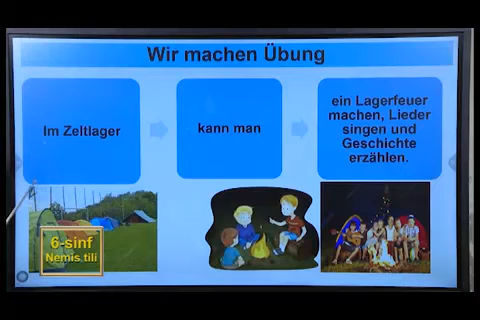 Wir machen Übung
Im Zeltlager
kann man
ein Lagerfeuer
machen, Lieder
singen und
Geschichte
erzählen.
6-sinf
Nemis tili